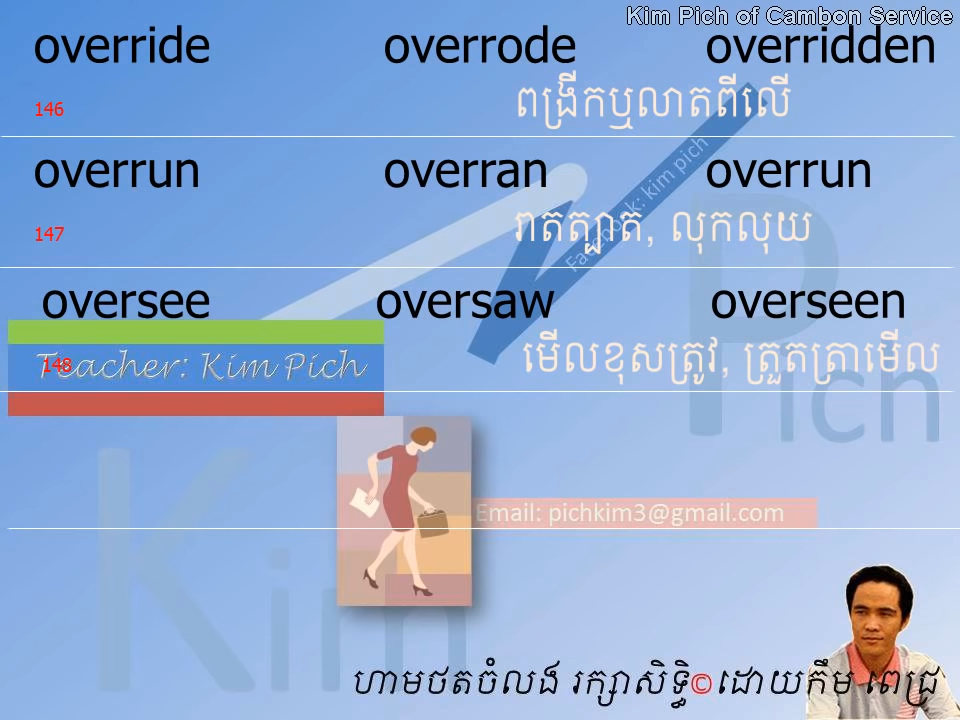 Kim Pich of Cambon Service
override overrode overridden
146 ពង្រីកឬលាតពីលើ
overrun overran overrun
147 រាតត្បាត, លុកលុយ
Facebook: kim pich
oversee oversaw overseen
148 មើលខុសត្រូវ, ត្រួតត្រាមើល
Teacher: Kim Pich
Pich
Email: pichkim3@gmail.com
Kim
ហាមថតចំលង រក្សាសិទ្ធិ©ដោយកឹម ពេជ្រ